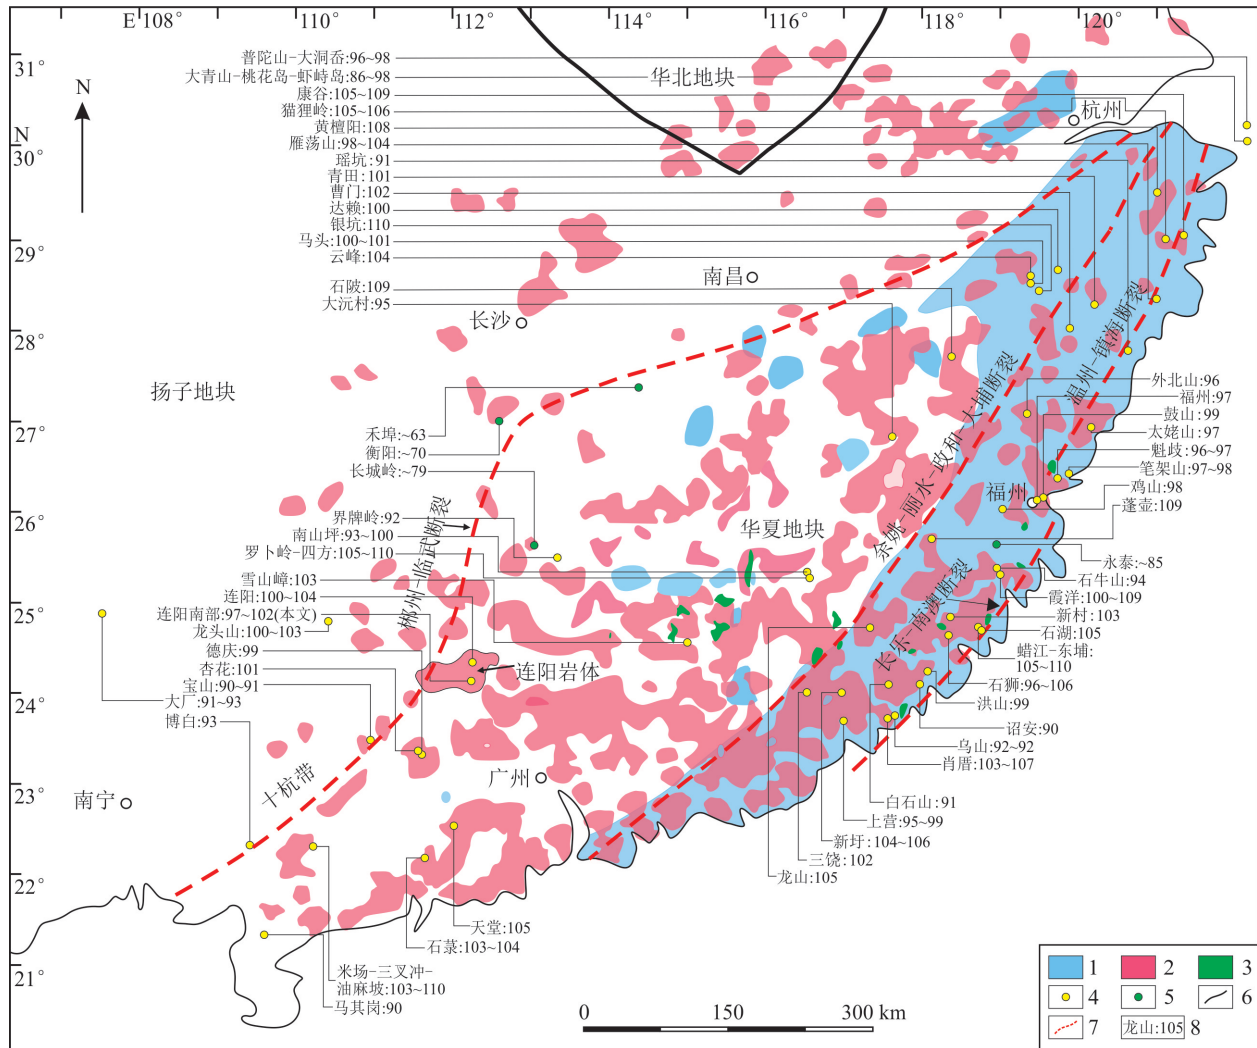 E108°
110°
112°
114°
116°
118°
120°
31°
N
30°
29°
28°
27°
26°
25°
24°
23°
22°
21°
N
普陀山-大洞岙:96~98
大青山-桃花岛-虾峙岛:86~98
康谷:105~109
猫狸岭:105~106
黄檀阳:108
雁荡山:98~104
瑶坑:91
青田:101
曹门:102
达赖:100
银坑:110
马头:100~101
云峰:104
石陂:109
大沅村:95
华北地块
杭州
南昌
长沙
扬子地块
禾埠:~63
衡阳:~70
长城岭:~79
界牌岭:92
南山坪:93~100
罗卜岭-四方:105~110
雪山嶂:103
连阳:100~104
连阳南部:97~102(本文)
龙头山:100~103
德庆:99
杏花:101
宝山:90~91
大厂:91~93
博白:93
郴州-临武断裂
连阳岩体
华夏地块
余姚-丽水-政和-大埔断裂
温州-镇海断裂
长乐-南澳断裂
外北山:96
福州:97
鼓山:99
太姥山:97
魁歧:96~97
笔架山:97~98
鸡山:98
蓬壶:109
福州
永泰:~85
石牛山:94
霞洋:100~109
新村:103
石湖:105
蜡江-东埔:
105~110
石狮:96~106
洪山:99
诏安:90
乌山:92~92
肖厝:103~107
白石山:91
上营:95~99
新圩:104~106
三饶:102
龙山:105
广州
南宁
十杭带
天堂:105
石菉:103~104
米场-三叉冲-
油麻坡:103~110
马其岗:90
0 150 300 km
1 2 3
4 5 6
7 龙山:105 8